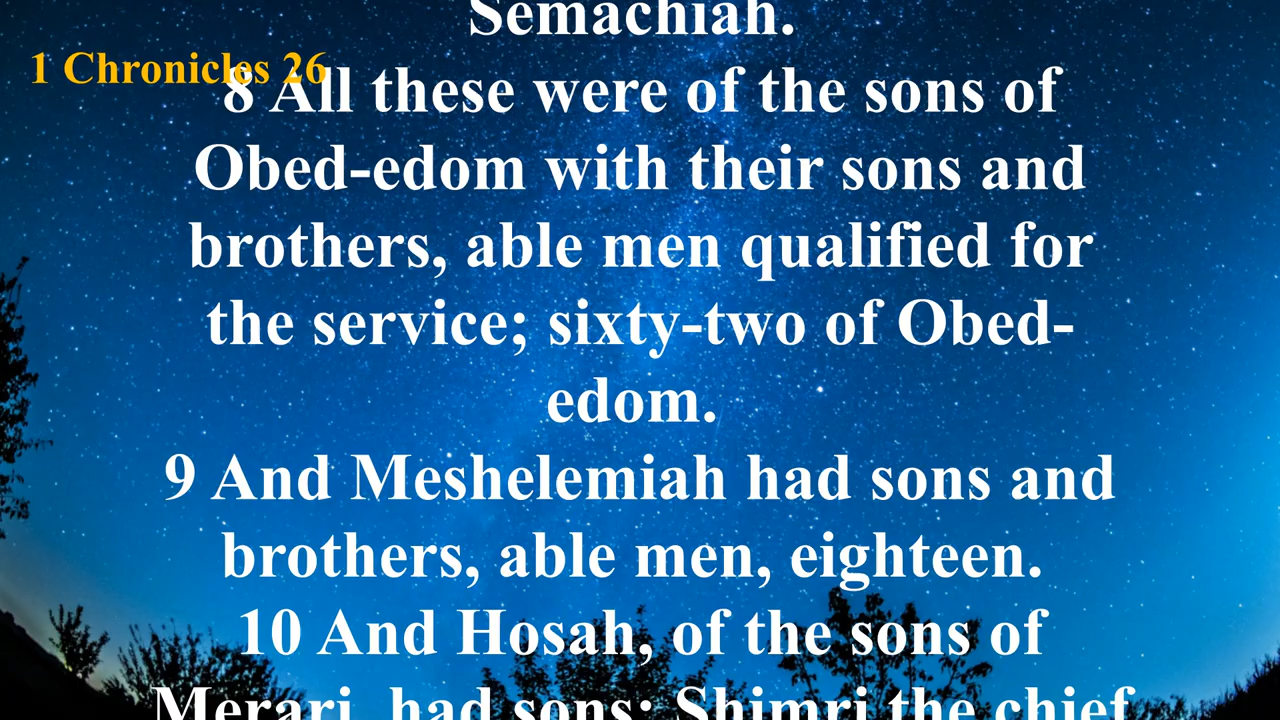 Semachiah.
1 Chronicles 26
8 All these were of the sons of
Obed-edom with their sons and
brothers, able men qualified for
the service; sixty-two of Obed-
edom.
9 And Meshelemiah had sons and
brothers, able men, eighteen.
10 And Hosah, of the sons of
Merari, had sons: Shimri the chief